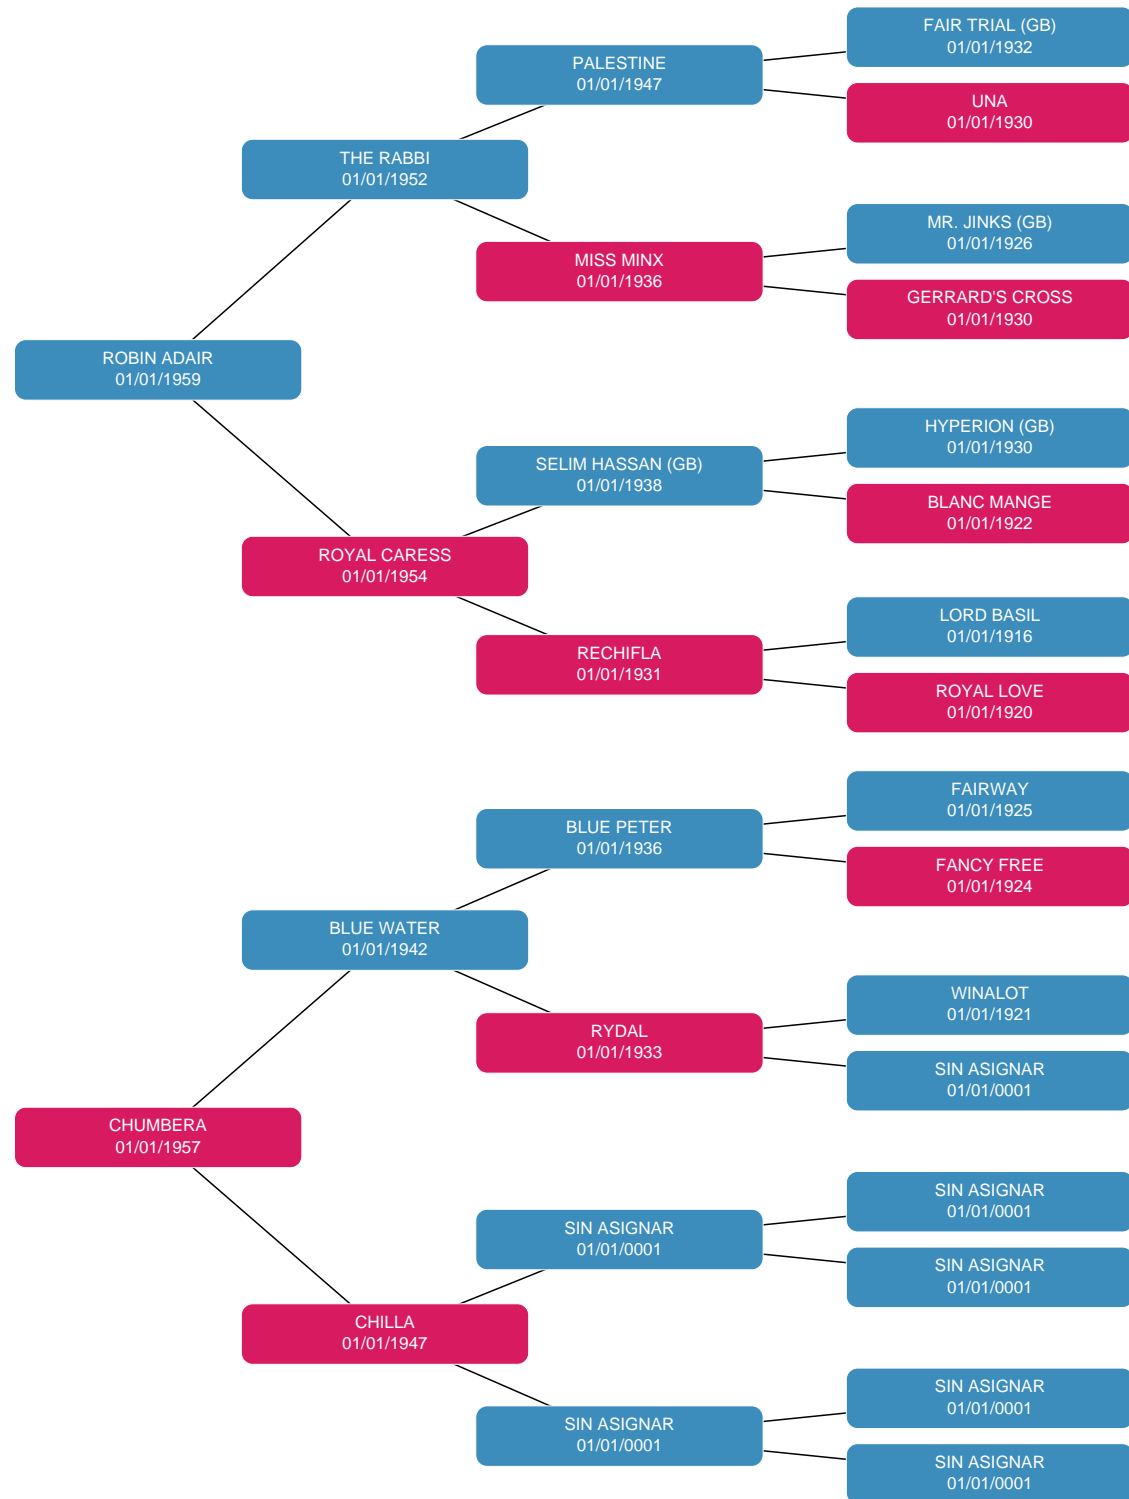 FAIR TRIAL (GB)
01/01/1932
PALESTINE
01/01/1947
UNA
01/01/1930
THE RABBI
01/01/1952
MR. JINKS (GB)
01/01/1926
MISS MINX
01/01/1936
GERRARD'S CROSS
01/01/1930
ROBIN ADAIR
01/01/1959
HYPERION (GB)
01/01/1930
SELIM HASSAN (GB)
01/01/1938
BLANC MANGE
01/01/1922
ROYAL CARESS
01/01/1954
LORD BASIL
01/01/1916
RECHIFLA
01/01/1931
ROYAL LOVE
01/01/1920
FAIRWAY
01/01/1925
BLUE PETER
01/01/1936
FANCY FREE
01/01/1924
BLUE WATER
01/01/1942
WINALOT
01/01/1921
RYDAL
01/01/1933
SIN ASIGNAR
01/01/0001
CHUMBERA
01/01/1957
SIN ASIGNAR
01/01/0001
SIN ASIGNAR
01/01/0001
SIN ASIGNAR
01/01/0001
CHILLA
01/01/1947
SIN ASIGNAR
01/01/0001
SIN ASIGNAR
01/01/0001
SIN ASIGNAR
01/01/0001